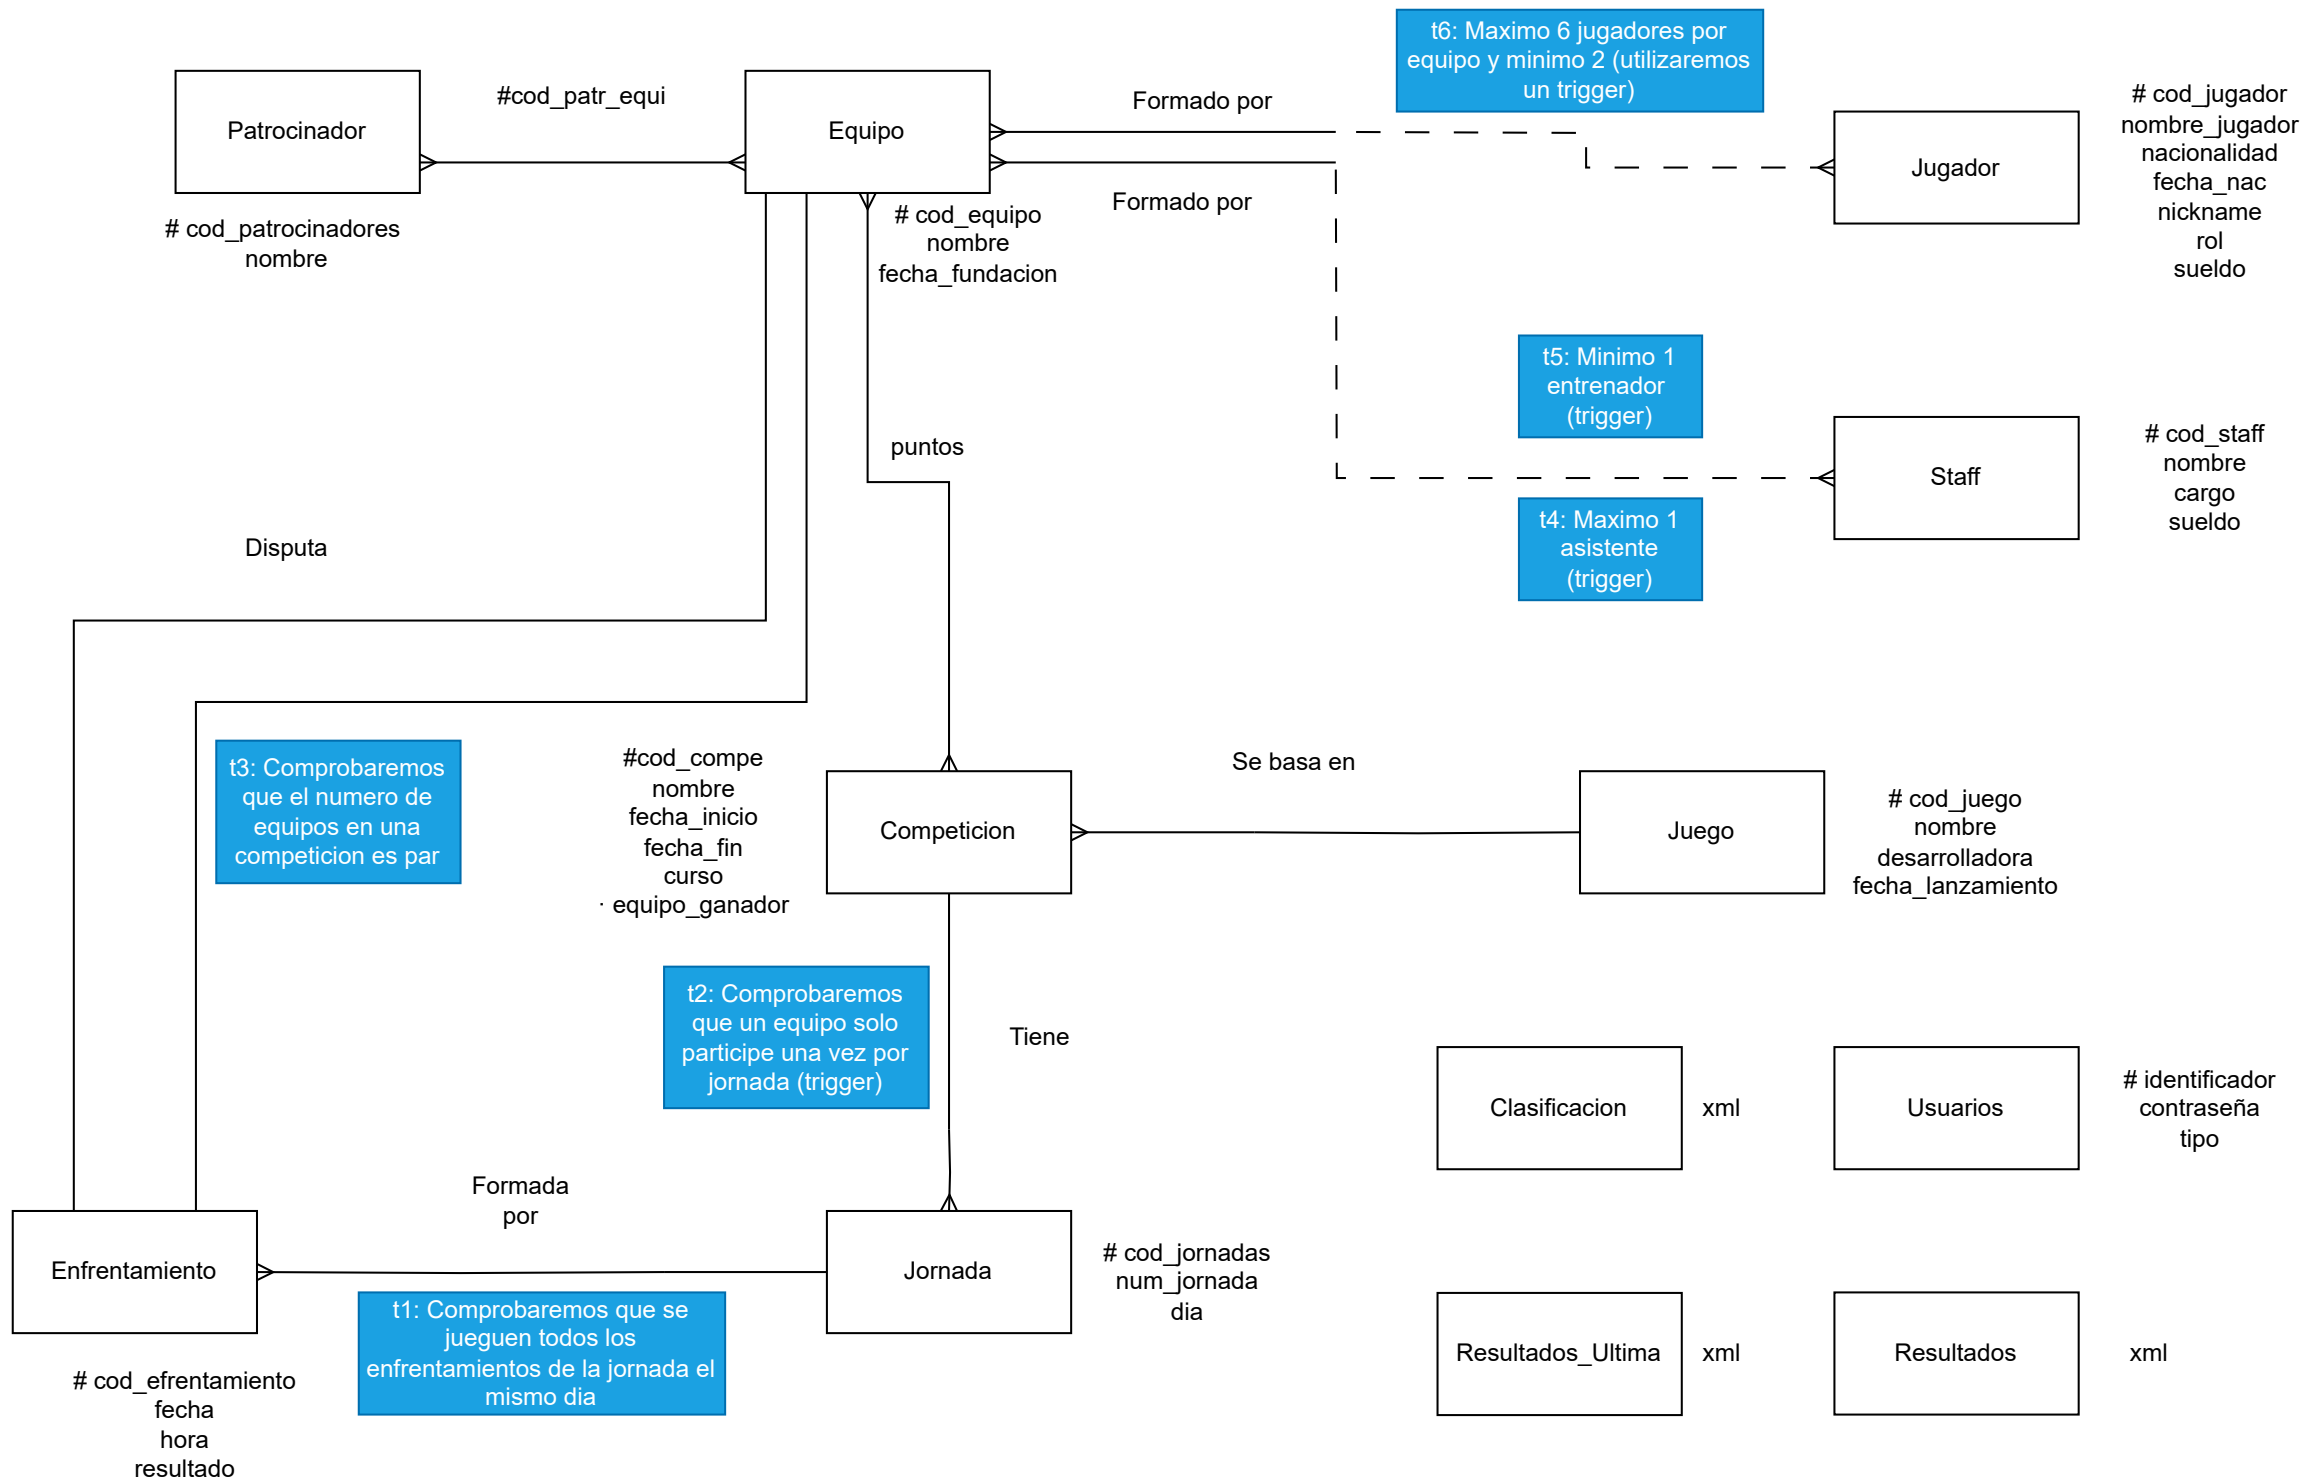 t6: Maximo 6 jugadores por
equipo y minimo 2 (utilizaremos
un trigger)
Patrocinador
#cod_patr_equi
Equipo
Formado por
Jugador
# cod_jugador
nombre_jugador
nacionalidad
fecha_nac
nickname
rol
sueldo
# cod_patrocinadores
nombre
# cod_equipo
nombre
fecha_fundacion
Formado por
t5: Minimo 1
entrenador
(trigger)
puntos
Staff
# cod_staff
nombre
cargo
sueldo
Disputa
t4: Maximo 1
asistente
(trigger)
t3: Comprobaremos
que el numero de
equipos en una
competicion es par
#cod_compe
nombre
fecha_inicio
fecha_fin
curso
· equipo_ganador
Competicion
Se basa en
Juego
# cod_juego
nombre
desarrolladora
fecha_lanzamiento
t2: Comprobaremos
que un equipo solo
participe una vez por
jornada (trigger)
Tiene
Clasificacion
xml
Usuarios
# identificador
contraseña
tipo
Formada
por
Enfrentamiento
Jornada
# cod_jornadas
num_jornada
dia
t1: Comprobaremos que se
jueguen todos los
enfrentamientos de la jornada el
mismo dia
Resultados_Ultima
xml
Resultados
xml
# cod_efrentamiento
fecha
hora
resultado